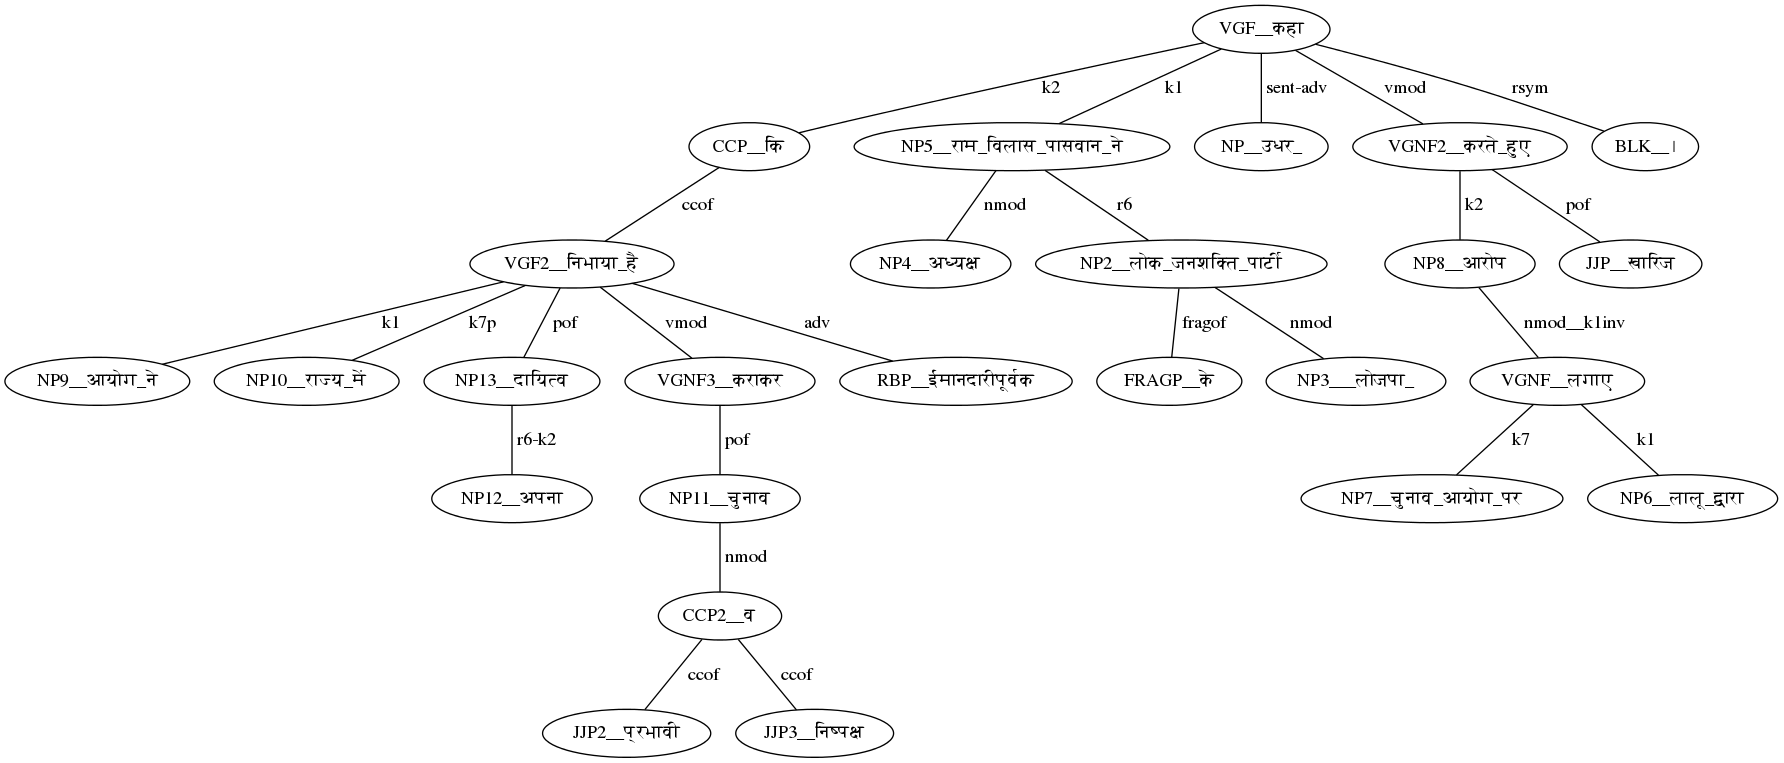 VGF__कहा
k2 k1 sent-adv vmod rsym
CCP__कि NP5__राम_विलास_पासवान_ने NP__उधर_ VGNF2__करते_हुए BLK__।
ccof nmod r6 k2 pof
VGF2__निभाया_है NP4__अध्यक्ष NP2__लोक_जनशक्ति_पार्टी NP8__आरोप JJP__खारिज
k1 k7p pof vmod adv fragof nmod nmod__k1inv
NP9__आयोग_ने NP10__राज्य_में NP13__दायित्व VGNF3__कराकर RBP__ईमानदारीपूर्वक FRAGP__के NP3___लोजपा_ VGNF__लगाए
r6-k2 pof k7 k1
NP12__अपना NP11__चुनाव NP7__चुनाव_आयोग_पर NP6__लालू_द्वारा
nmod
CCP2__व
ccof ccof
JJP2__प्रभावी JJP3__निष्पक्ष